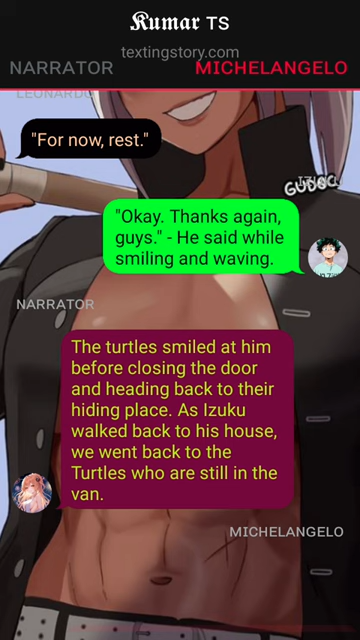 𝕶𝖚𝖒𝖆𝖗 TS
textingstory.com
NARRATOR
MICHELANGELO
LEONARDO
"For now, rest."
"Okay. Thanks again,
guys." - He said while
smiling and waving.
NARRATOR
The turtles smiled at him
before closing the door
and heading back to their
hiding place. As Izuku
walked back to his house,
we went back to the
Turtles who are still in the
van.
MICHELANGELO